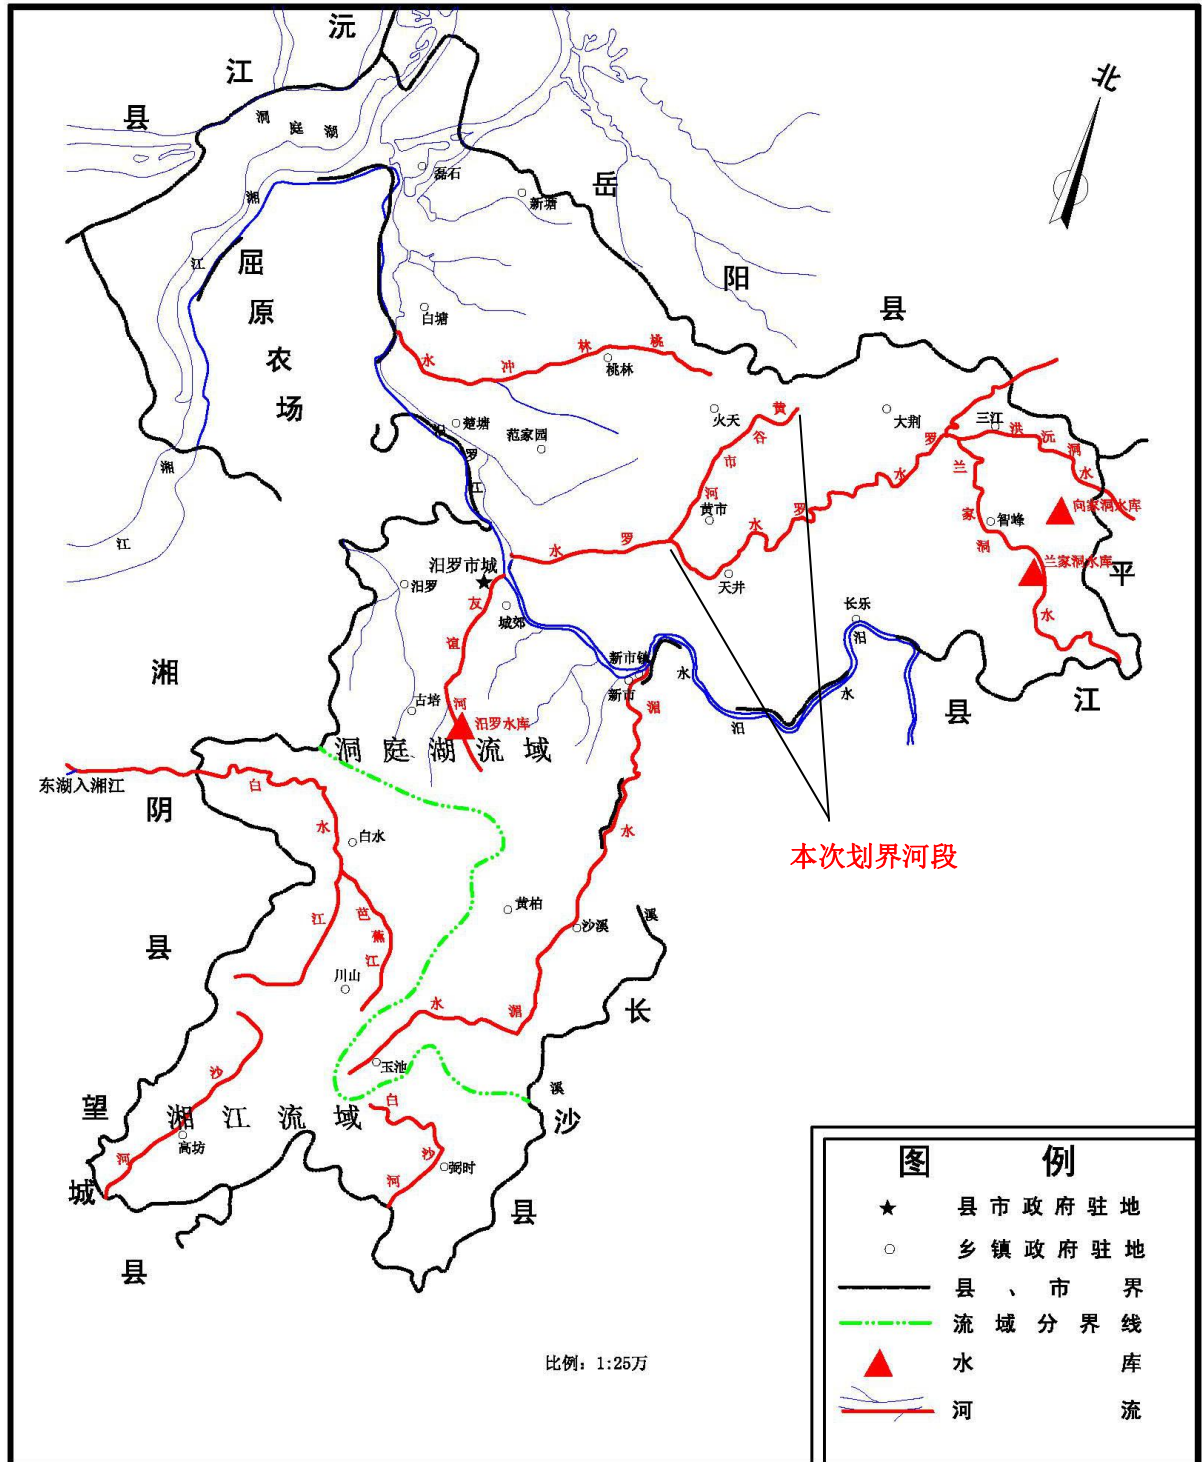 沅
江
县
北
洞庭湖
磊石
岳
新塘
湘
江
屈
原
农
场
阳
县
白塘
水冲林桃
桃林
黄谷市河
火天
大荆
三江
洪沅洞水
楚塘
范家园
汨罗江
湘
江
罗水罗水罗水
兰家洞水
向家洞水库
黄市
智峰
兰家洞水库
平
江
县
汨罗市城
汨罗
友谊河
城郊
天井
长乐
汨
水
汨
水
新市镇
新市
古培
汨罗水库
湄
水
湄
水
湘
阴
县
洞庭湖流域
东湖入湘江
白
水
江
白水
本次划界河段
芭蕉江
黄柏
沙溪
溪
川山
长
沙
县
玉池
溪
沙
河
望
城
县
湘江流域
高坊
白
沙
河
弼时
图例
县市政府驻地
乡镇政府驻地
县、市界
流域分界线
水库
河流
比例：1:25万